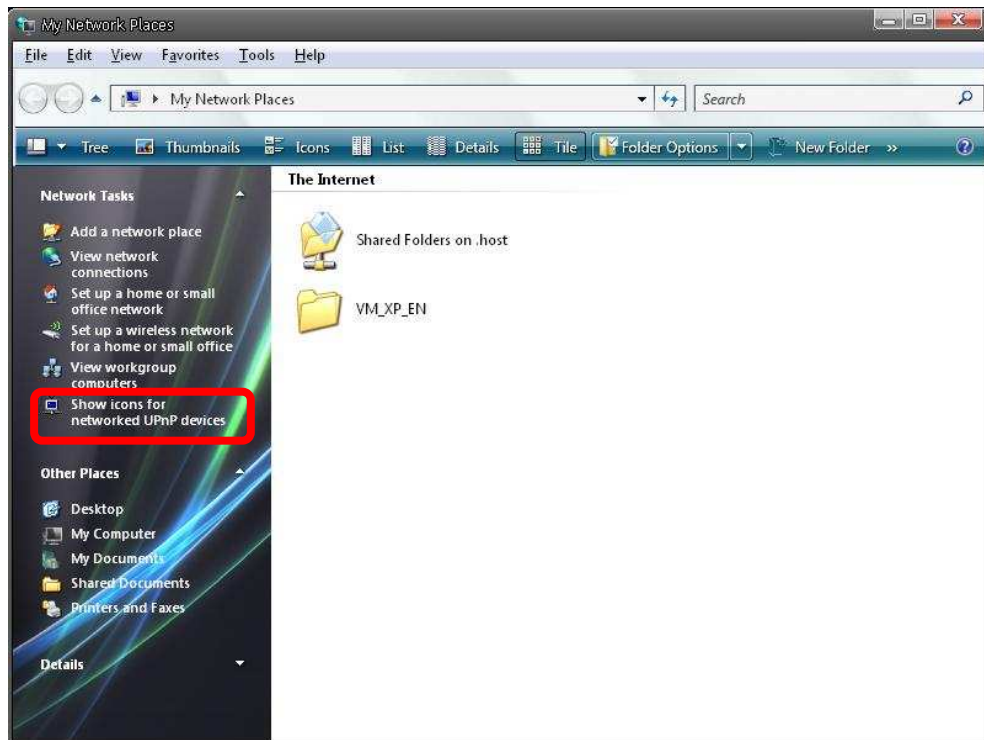 My Network Places
File Edit View Favorites Tools Help
My Network Places Search
Tree Thumbnails Icons List Details Tile Folder Options New Folder »
Network Tasks
Add a network place
View network
connections
Set up a home or small
office network
Set up a wireless network
for a home or small office
View workgroup
computers
Show icons for
networked UPnP devices
Other Places
Desktop
My Computer
My Documents
Shared Documents
Printers and Faxes
Details
The Internet
Shared Folders on .host
VM_XP_EN